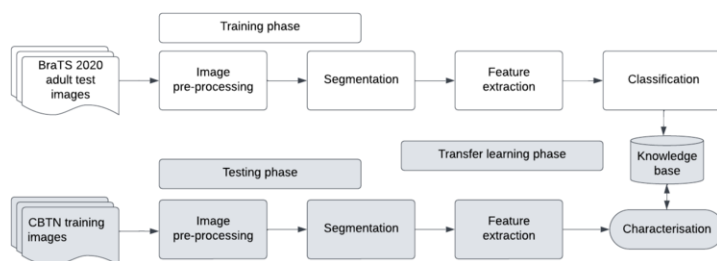 Training phase
BraTS 2020
adult test
images
Image
pre-processing
Segmentation
Feature
extraction
Classification
Transfer learning phase
Knowledge
base
Testing phase
CBTN training
images
Image
pre-processing
Segmentation
Feature
extraction
Characterisation